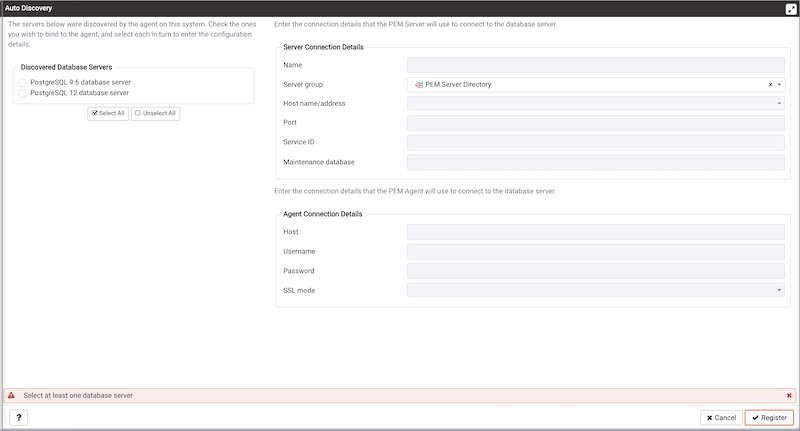 Auto Discovery
The servers below were discovered by the agent on this system. Check the ones
you wish to bind to the agent, and select each in turn to enter the configuration
details.
Discovered Database Servers
PostgreSQL 9.6 database server
PostgreSQL 12 database server
Select All
Unselect All
Enter the connection details that the PEM Server will use to connect to the database server.
Server Connection Details
Name
Server group
PEM Server Directory
Host name/address
Port
Service ID
Maintenance database
Enter the connection details that the PEM Agent will use to connect to the database server.
Agent Connection Details
Host
Username
Password
SSL mode
Select at least one database server
?
Cancel
Register